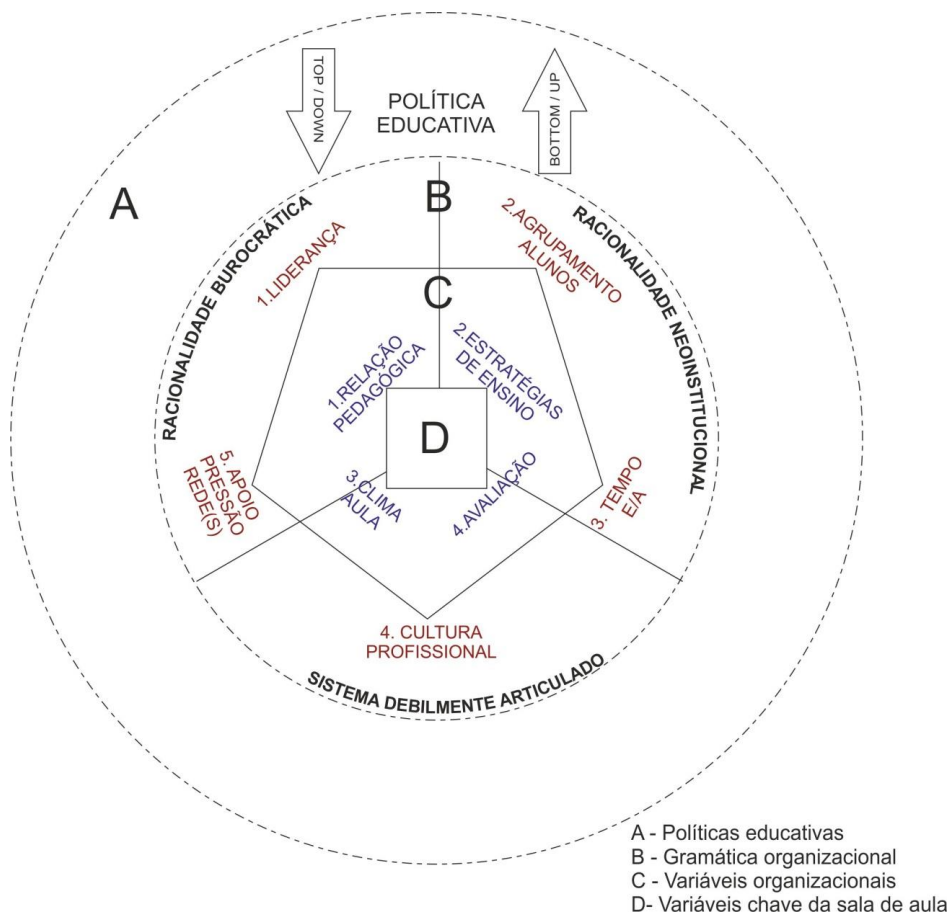 TOP / DOWN
POLÍTICA
EDUCATIVA
BOTTOM / UP
A
B
RACIONALIDADE BUROCRÁTICA
RACIONALIDADE NEOINSTITUCIONAL
1.LIDERANÇA
2.AGRUPAMENTO
ALUNOS
C
1.RELAÇÃO
PEDAGÓGICA
2.ESTRATÉGIAS
DE ENSINO
D
5. APOIO
PRESSÃO
REDE(S)
3.CLIMA
AULA
4.AVALIAÇÃO
3. TEMPO
E/A
4. CULTURA
PROFISSIONAL
SISTEMA DEBILMENTE ARTICULADO
A - Políticas educativas
B - Gramática organizacional
C - Variáveis organizacionais
D- Variáveis chave da sala de aula